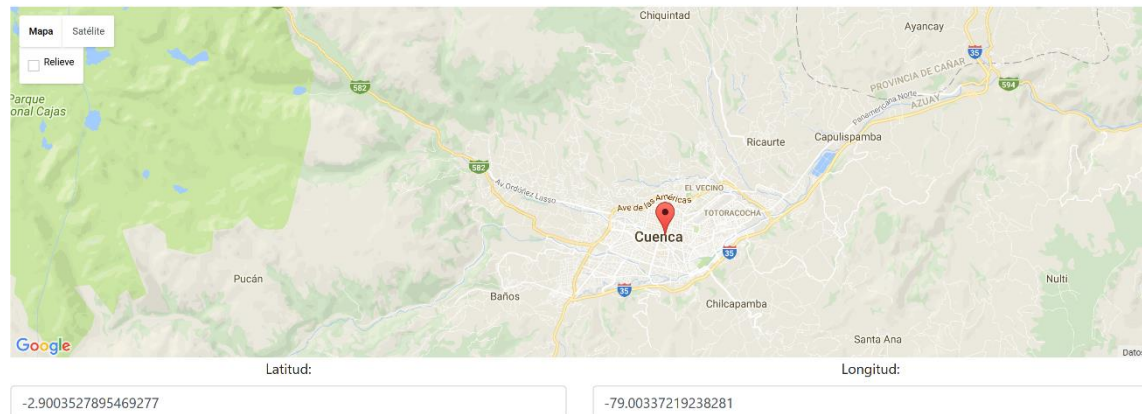 Chiquintad
Ayancay
Mapa Satélite
35
Relieve
PROVINCIA DE CAÑAR
594
582
AZUAY
Parque
onal Cajas
Panamericana Norte
Capulispamba
Ricaurte
582
Av Ordóñez Lasso
EL VECINO
Ave de las Américas
TOTORACOCHA
Cuenca
35
Pucán
Nulti
Baños
35
Chilcapamba
Santa Ana
Google
Datos
Latitud:
Longitud:
-2.9003527895469277
-79.00337219238281